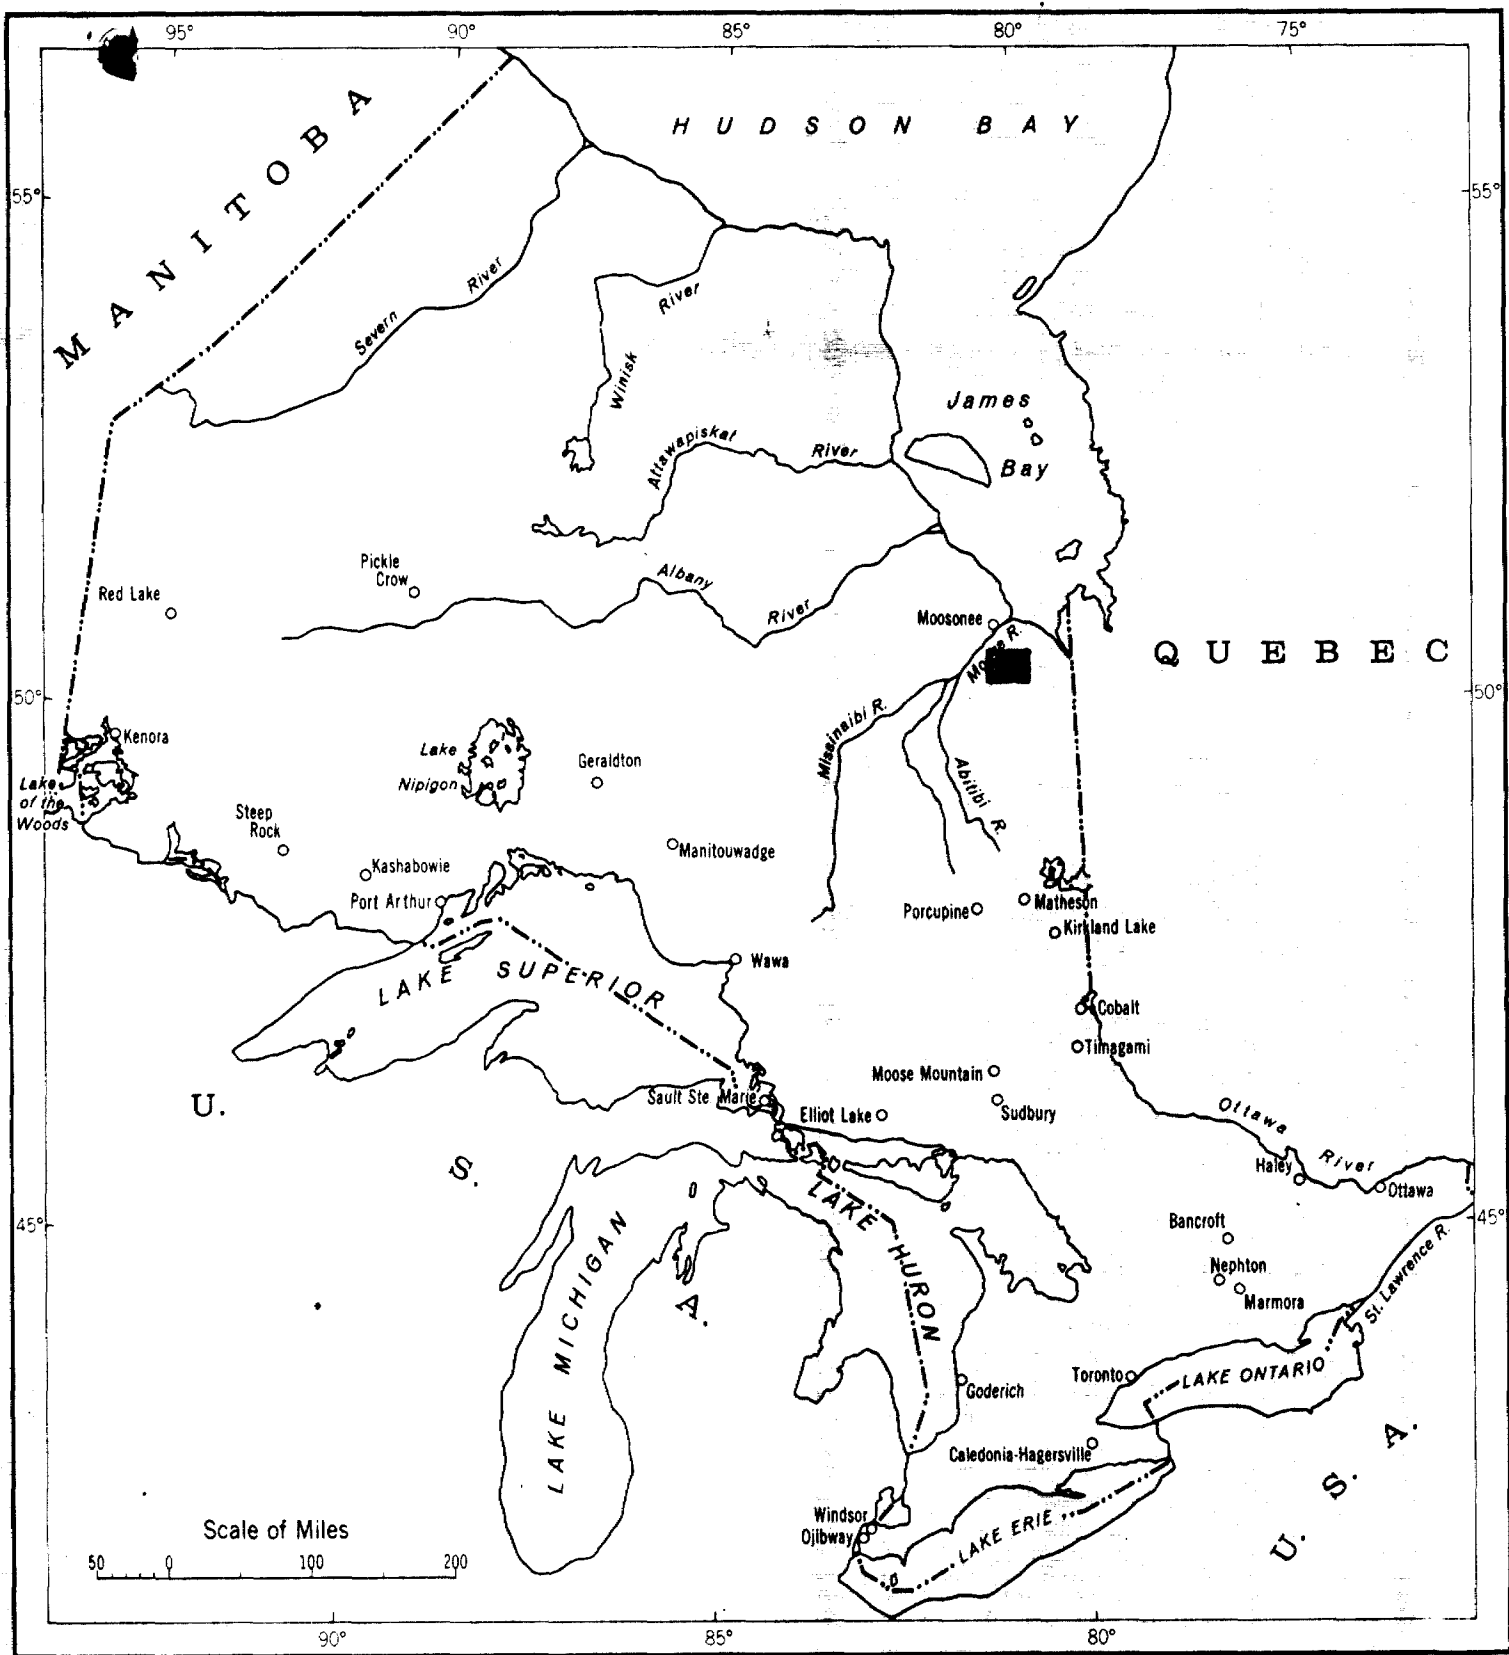 95° 90° 85° 80° 75°
HUDSON BAY
MANITOBA
55° 55°
Severn River
Winisk River
James
Bay
Attawapiskat River
Pickle
Crow
Red Lake
Albany River
Moosonee
Moose R.
QUEBEC
50° 50°
Kenora
Lake
Nipigon
Geraldton
Missinaibi R.
Abitibi R.
Lake
of the
Woods
Steep
Rock
Kashabowie
Port Arthur
Manitouwadge
Porcupine
Matheson
Kirkland Lake
Wawa
LAKE SUPERIOR
Cobalt
Timagami
Moose Mountain
Sudbury
Sault Ste Marie
Elliot Lake
U. S. A.
Ottawa River
Haley
Ottawa
45° 45°
LAKE HURON
LAKE MICHIGAN
Bancroft
Nephton
Marmora
St. Lawrence R.
Toronto
LAKE ONTARIO
Goderich
Caledonia-Hagersville
U. S. A.
Windsor
Ojibway
LAKE ERIE
Scale of Miles
50 0 100 200
90° 85° 80°